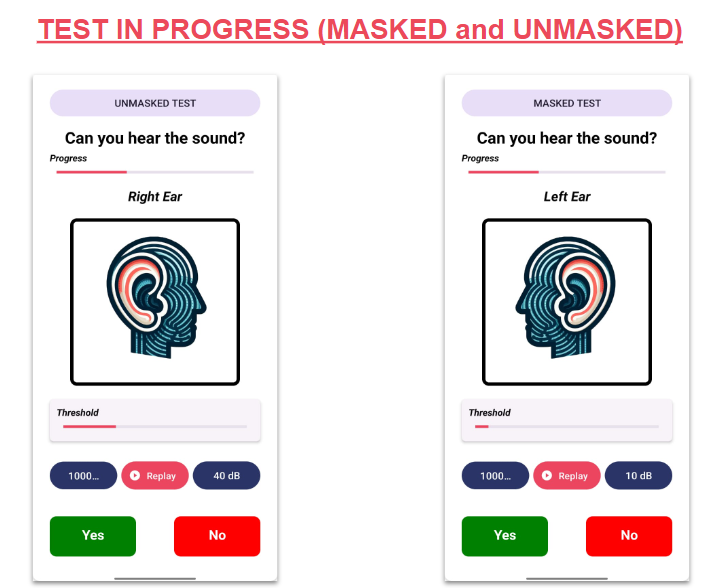 TEST IN PROGRESS (MASKED and UNMASKED)
UNMASKED TEST
Can you hear the sound?
Progress
Right Ear
Threshold
1000...
Replay
40 dB
Yes
No
MASKED TEST
Can you hear the sound?
Progress
Left Ear
Threshold
1000...
Replay
10 dB
Yes
No